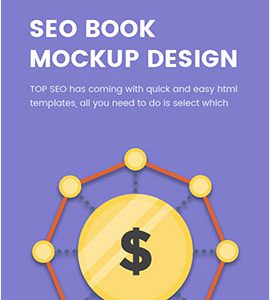 SEO BOOK
MOCKUP DESIGN
TOP SEO has coming with quick and easy html
templates, all you need to do is select which
$